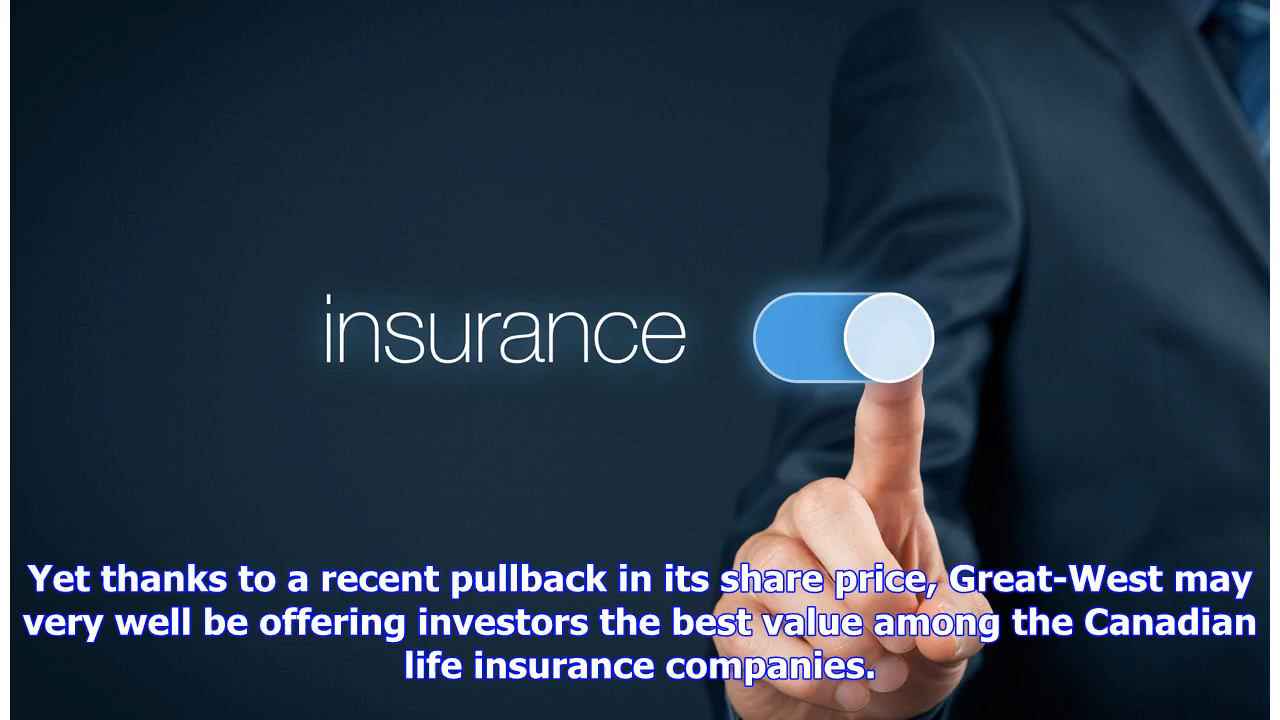 insurance
Yet thanks to a recent pullback in its share price, Great-West may
very well be offering investors the best value among the Canadian
life insurance companies.